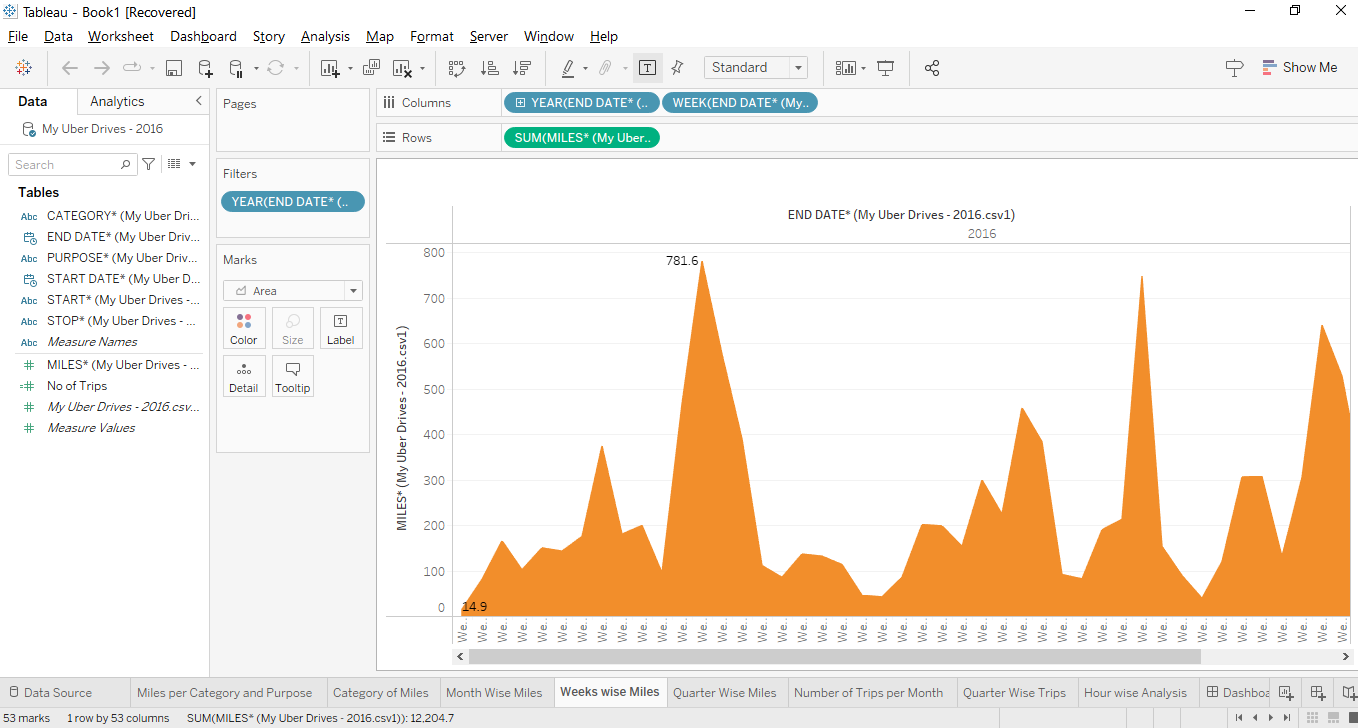 Tableau - Book1 [Recovered]
File Data Worksheet Dashboard Story Analysis Map Format Server Window Help
Standard
Show Me
Data Analytics
My Uber Drives - 2016
Search
Tables
Abc CATEGORY* (My Uber Dri...
END DATE* (My Uber Driv...
Abc PURPOSE* (My Uber Driv...
START DATE* (My Uber D...
Abc START* (My Uber Drives -...
Abc STOP* (My Uber Drives - ...
Abc Measure Names
# MILES* (My Uber Drives - ...
=# No of Trips
# My Uber Drives - 2016.csv...
# Measure Values
Pages
Filters
YEAR(END DATE* (..
Marks
Area
Color Size Label
Detail Tooltip
Columns YEAR(END DATE* (.. WEEK(END DATE* (My..
Rows SUM(MILES* (My Uber..
END DATE* (My Uber Drives - 2016.csv1)
2016
MILES* (My Uber Drives - 2016.csv1)
800
700
600
500
400
300
200
100
0
781.6
14.9
We. We. We. We. We. We. We. We. We. We. We. We. We. We. We. We. We. We. We. We. We. We. We. We. We. We. We. We. We. We. We. We. We. We. We. We. We. We. We. We. We. We. We. We. We.
Data Source Miles per Category and Purpose Category of Miles Month Wise Miles Weeks wise Miles Quarter Wise Miles Number of Trips per Month Quarter Wise Trips Hour wise Analysis Dashboa
53 marks 1 row by 53 columns SUM(MILES* (My Uber Drives - 2016.csv1)): 12,204.7